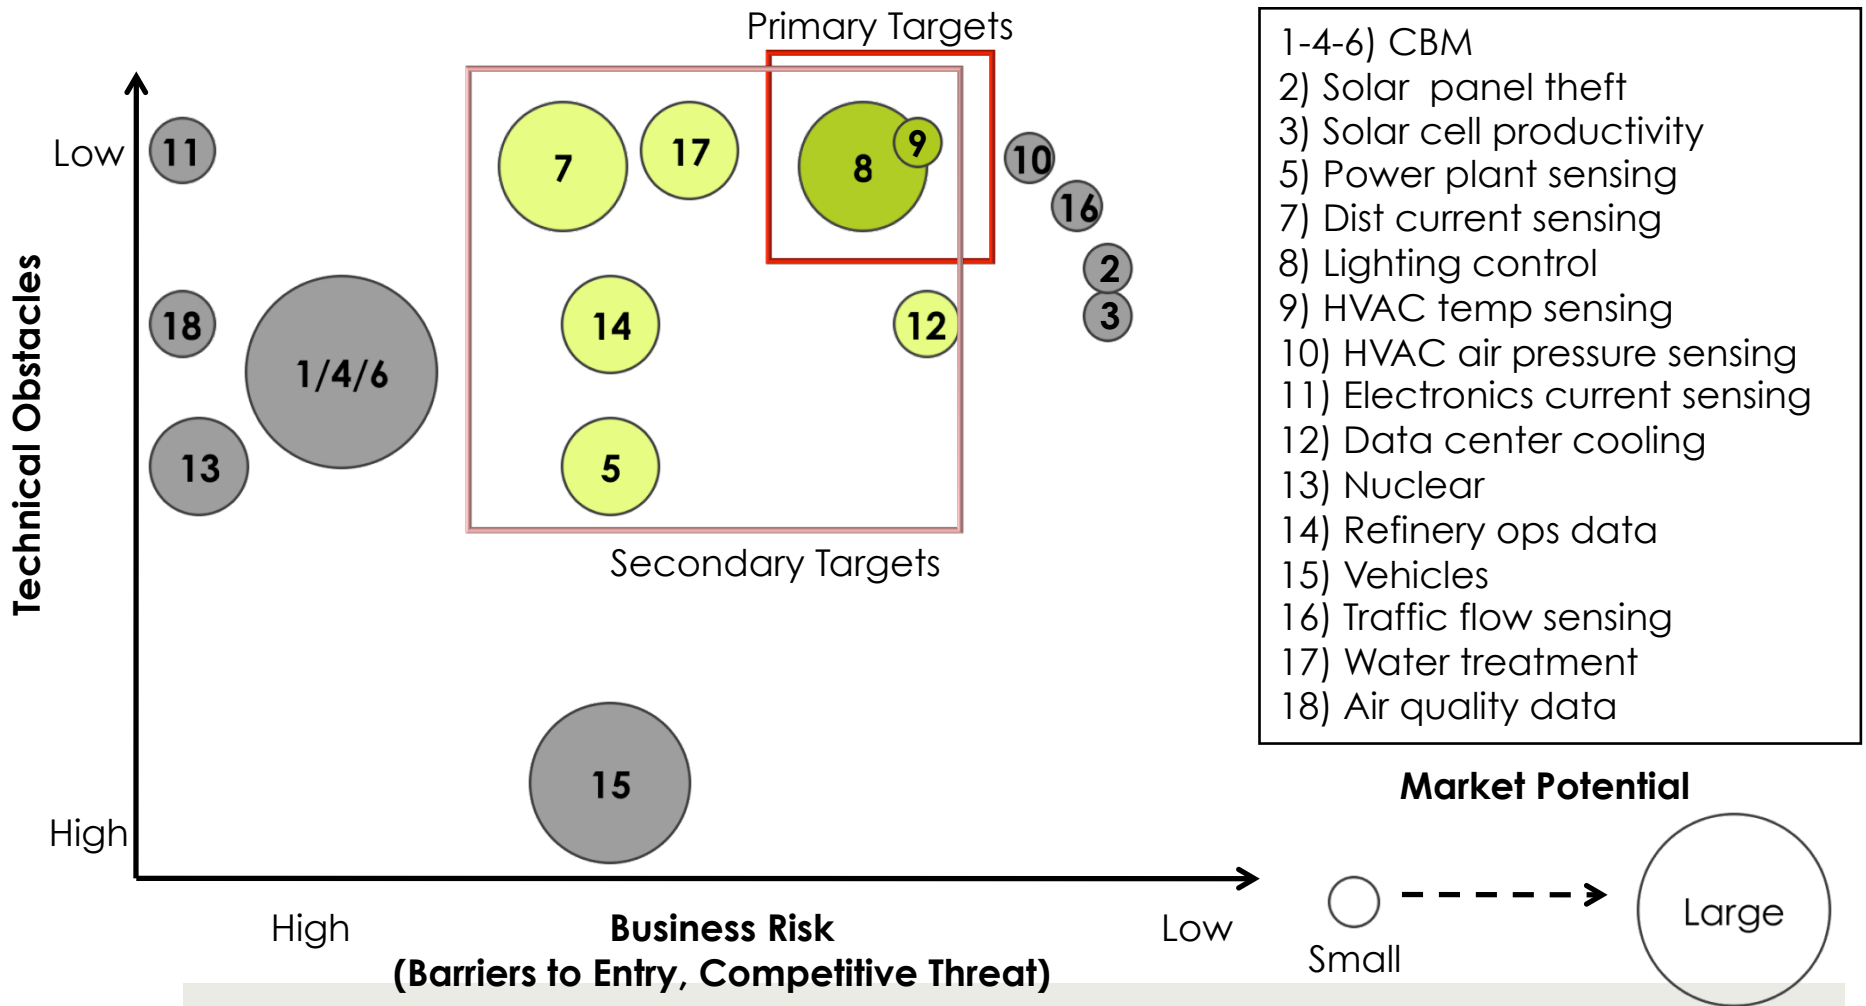 Primary Targets
Low
11
7
17
8
9
10
16
2
3
18
1/4/6
14
12
13
5
Technical Obstacles
Secondary Targets
15
High
High
Business Risk
Low
(Barriers to Entry, Competitive Threat)
1-4-6) CBM
2) Solar panel theft
3) Solar cell productivity
5) Power plant sensing
7) Dist current sensing
8) Lighting control
9) HVAC temp sensing
10) HVAC air pressure sensing
11) Electronics current sensing
12) Data center cooling
13) Nuclear
14) Refinery ops data
15) Vehicles
16) Traffic flow sensing
17) Water treatment
18) Air quality data
Market Potential
Small
Large